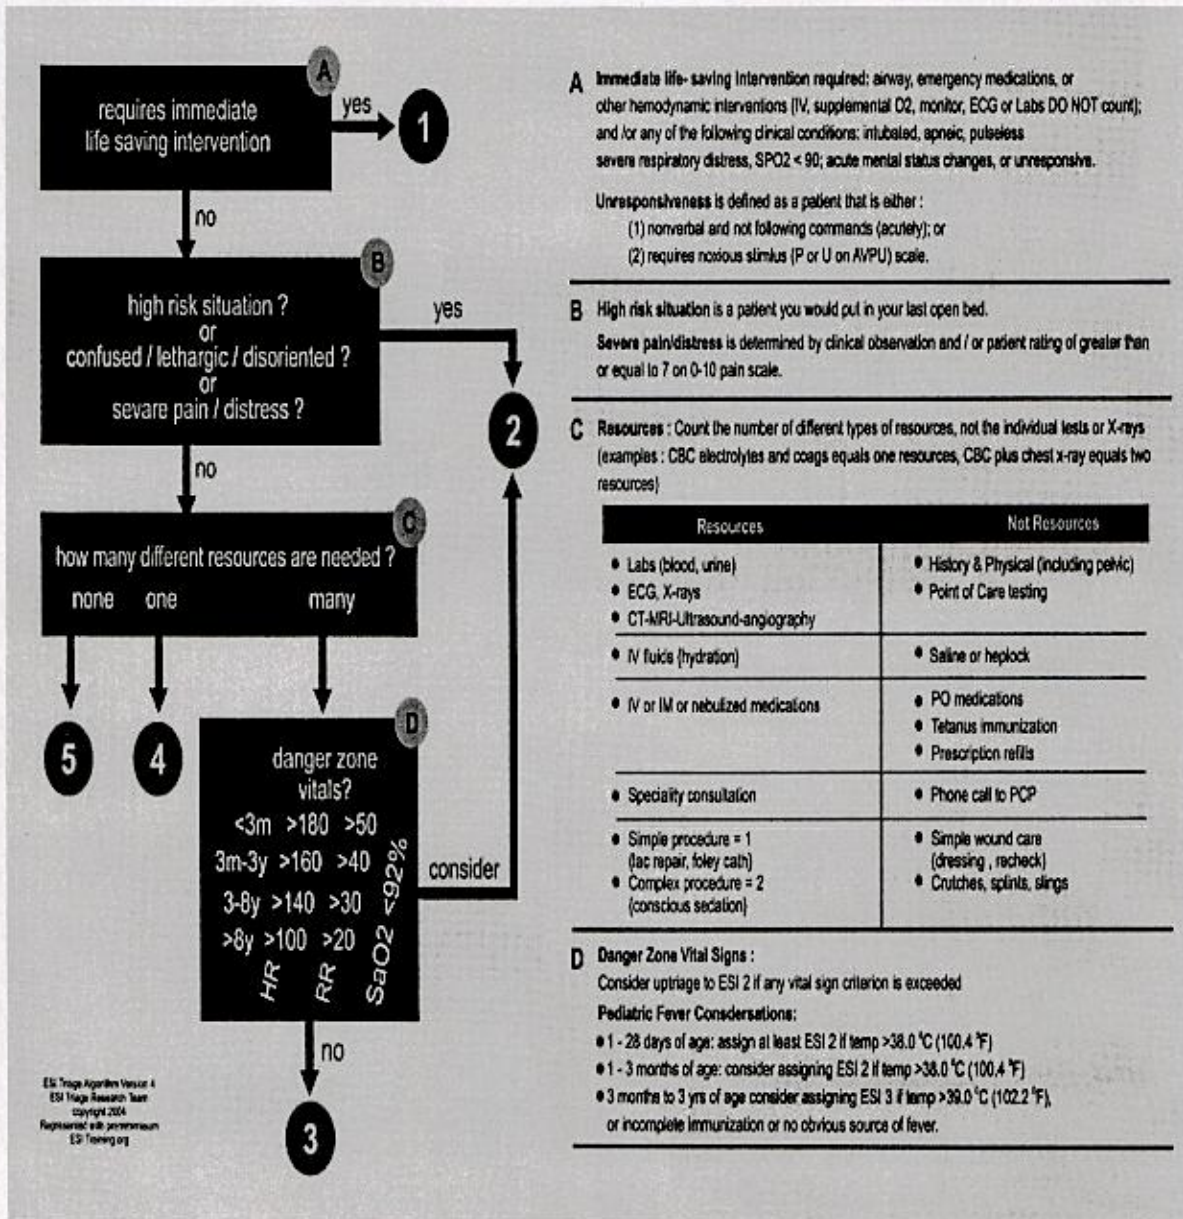 A
requires immediate
life saving intervention
yes
1
no
B
high risk situation ?
or
confused / lethargic / disoriented ?
or
sevare pain / distress ?
yes
2
no
C
how many different resources are needed ?
none one many
5
4
D
danger zone
vitals?
<3m >180 >50
3m-3y >160 >40
3-8y >140 >30
>8y >100 >20
HR RR SaO2 <92%
consider
no
3
ESI Triage Algorithm Version 4
ESI Triage Research Team
copyright 2004
ESI Training.org
A Immediate life- saving Intervention required: airway, emergency medications, or
other hemodynamic interventions (IV, supplemental O2, monitor, ECG or Labs DO NOT count);
and /or any of the following clinical conditions: intubated, apneic, pulseless
severe respiratory distress, SPO2 < 90; acute mental status changes, or unresponsive.
Unresponsiveness is defined as a patient that is either :
(1) nonverbal and not following commands (acutely); or
(2) requires noxious stimlus (P or U on AVPU) scale.
B High risk situation is a patient you would put in your last open bed.
Severe pain/distress is determined by clinical observation and / or patient rating of greater than
or equal to 7 on 0-10 pain scale.
C Resources : Count the number of different types of resources, not the individual tests or X-rays
(examples : CBC electrolytes and coags equals one resources, CBC plus chest x-ray equals two
resources)
Resources
Not Resources
• Labs (blood, urine)
• ECG, X-rays
• CT-MRI-Ultrasound-angiography
• History & Physical (including pelvic)
• Point of Care testing
• IV fluids (hydration)
• Saline or heplock
• IV or IM or nebulized medications
• PO medications
• Tetanus immunization
• Prescription refills
• Speciality consultation
• Phone call to PCP
• Simple procedure = 1
(lac repair, foley cath)
• Complex procedure = 2
(conscious sedation)
• Simple wound care
(dressing , recheck)
• Crutches, splints, slings
D Danger Zone Vital Signs :
Consider uptriage to ESI 2 if any vital sign criterion is exceeded
Pediatric Fever Consderations:
• 1 - 28 days of age: assign at least ESI 2 if temp >38.0 °C (100.4 °F)
• 1 - 3 months of age: consider assigning ESI 2 if temp >38.0 °C (100.4 °F)
• 3 months to 3 yrs of age consider assigning ESI 3 if temp >39.0 °C (102.2 °F),
or incomplete immunization or no obvious source of fever.